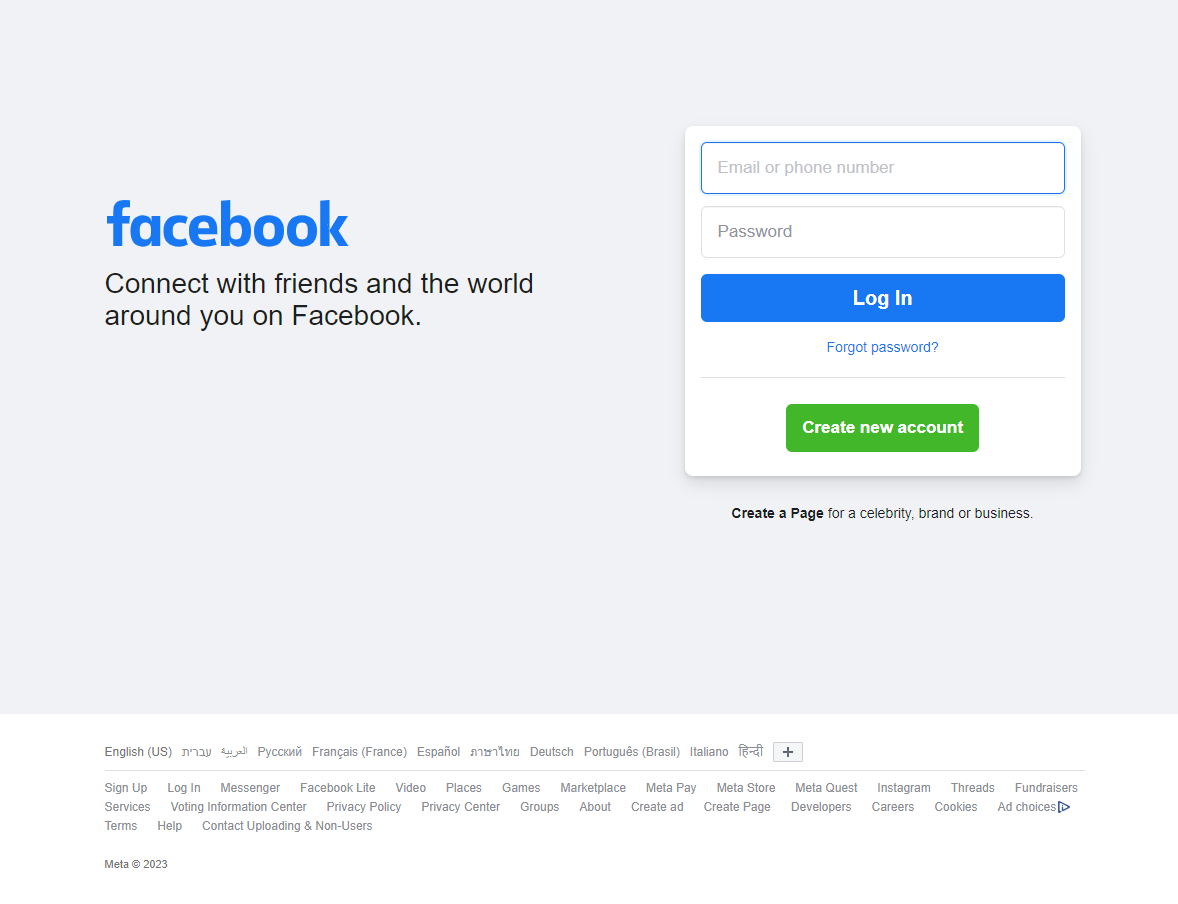 facebook
Connect with friends and the world
around you on Facebook.
Email or phone number
Password
Log In
Forgot password?
Create new account
Create a Page for a celebrity, brand or business.
English (US) עברית العربية Русский Français (France) Español ภาษาไทย Deutsch Português (Brasil) Italiano हिन्दी +
Sign Up Log In Messenger Facebook Lite Video Places Games Marketplace Meta Pay Meta Store Meta Quest Instagram Threads Fundraisers
Services Voting Information Center Privacy Policy Privacy Center Groups About Create ad Create Page Developers Careers Cookies Ad choices
Terms Help Contact Uploading & Non-Users
Meta © 2023